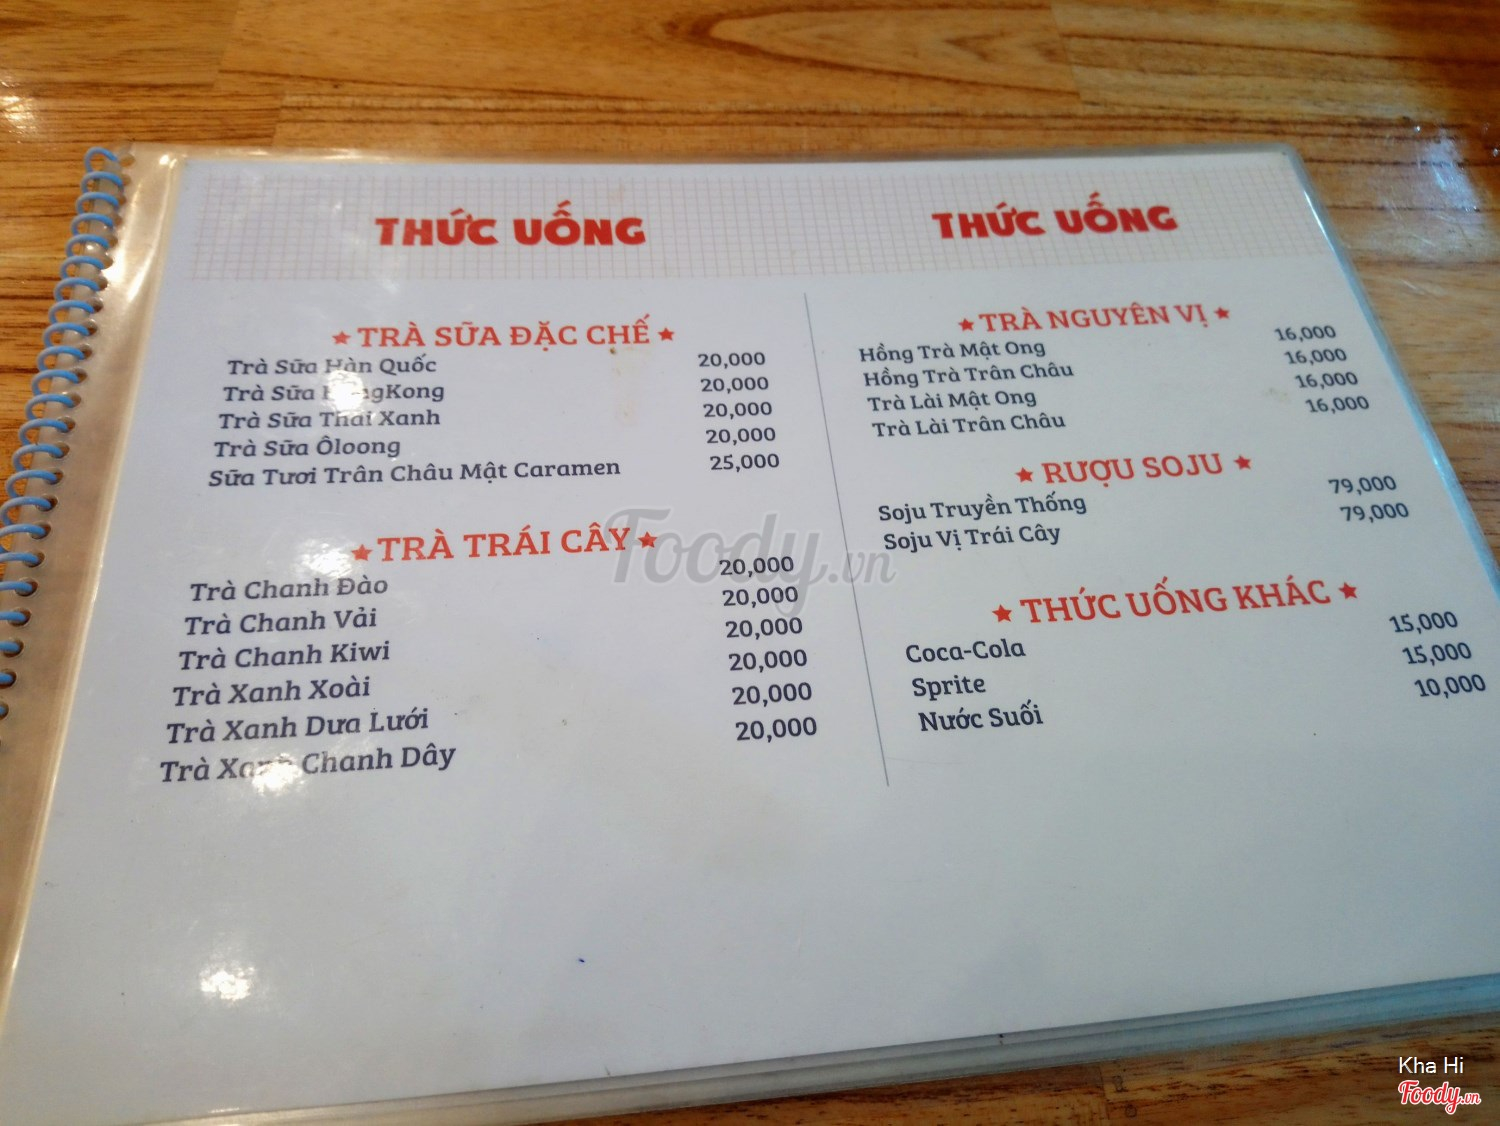 THỨC UỐNG
TRÀ SỮA ĐẶC CHẾ
Trà Sữa Hàn Quốc 20,000
Trà Sữa HongKong 20,000
Trà Sữa Thái Xanh 20,000
Trà Sữa Ôloong 20,000
Sữa Tươi Trân Châu Mật Caramen 25,000
TRÀ TRÁI CÂY
Trà Chanh Đào 20,000
Trà Chanh Vải 20,000
Trà Chanh Kiwi 20,000
Trà Xanh Xoài 20,000
Trà Xanh Dưa Lưới 20,000
Trà Xanh Chanh Dây 20,000
THỨC UỐNG
TRÀ NGUYÊN VỊ
Hồng Trà Mật Ong 16,000
Hồng Trà Trân Châu 16,000
Trà Lài Mật Ong 16,000
Trà Lài Trân Châu 16,000
RƯỢU SOJU
Soju Truyền Thống 79,000
Soju Vị Trái Cây 79,000
THỨC UỐNG KHÁC
Coca-Cola 15,000
Sprite 15,000
Nước Suối 10,000
Foody.vn
Kha Hi
Foody.vn